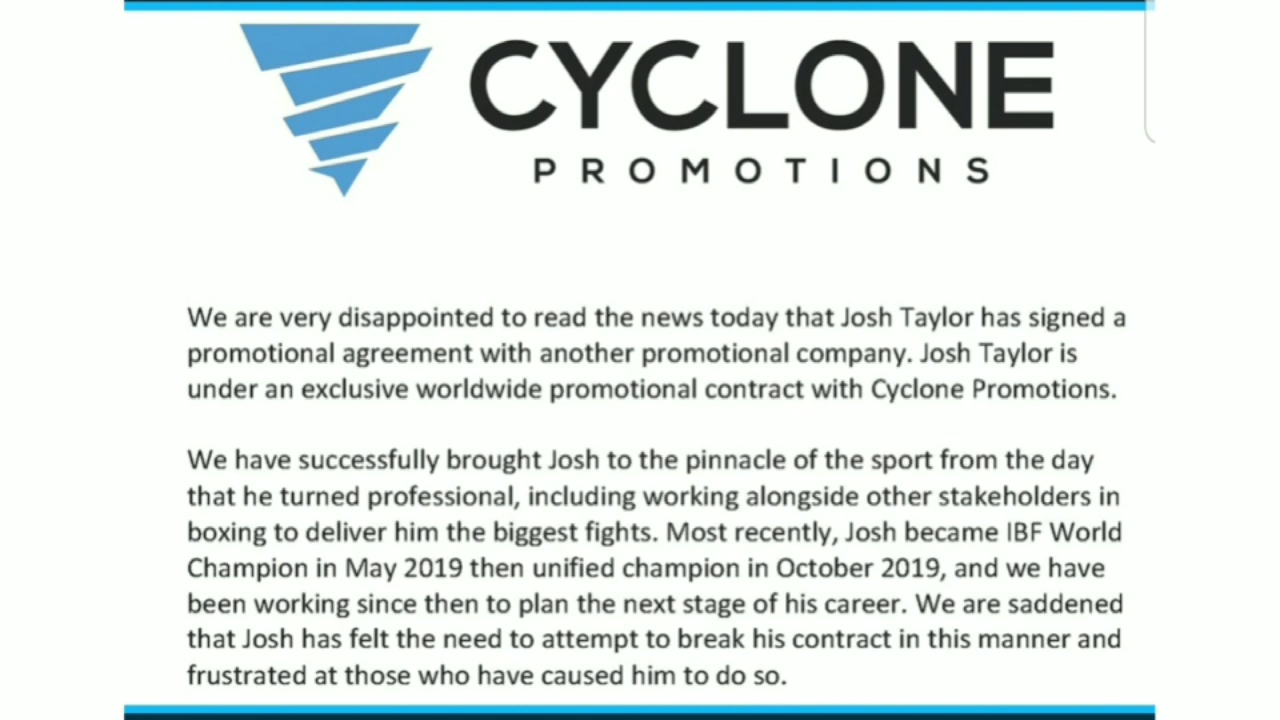 CYCLONE
PROMOTIONS
We are very disappointed to read the news today that Josh Taylor has signed a
promotional agreement with another promotional company. Josh Taylor is
under an exclusive worldwide promotional contract with Cyclone Promotions.
We have successfully brought Josh to the pinnacle of the sport from the day
that he turned professional, including working alongside other stakeholders in
boxing to deliver him the biggest fights. Most recently, Josh became IBF World
Champion in May 2019 then unified champion in October 2019, and we have
been working since then to plan the next stage of his career. We are saddened
that Josh has felt the need to attempt to break his contract in this manner and
frustrated at those who have caused him to do so.